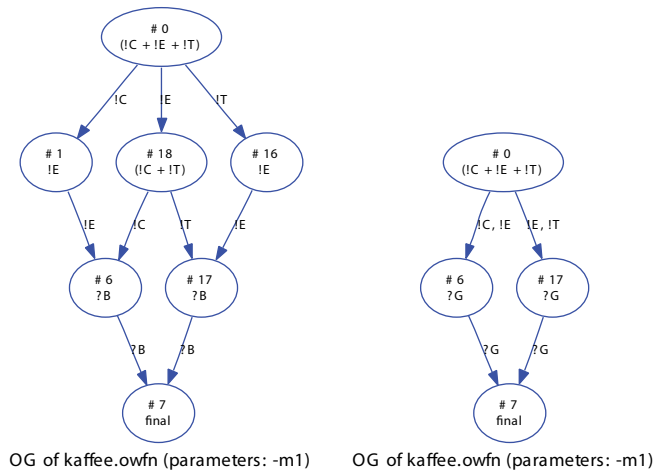 # 0
(!C + !E + !T)
!C
!E
!T
# 1
!E
# 18
(!C + !T)
# 16
!E
!E
!C
!T
!E
# 6
?B
# 17
?B
?B
?B
# 7
final
OG of kaffee.owfn (parameters: -m1)
# 0
(!C + !E + !T)
!C, !E
!E, !T
# 6
?G
# 17
?G
?G
?G
# 7
final
OG of kaffee.owfn (parameters: -m1)